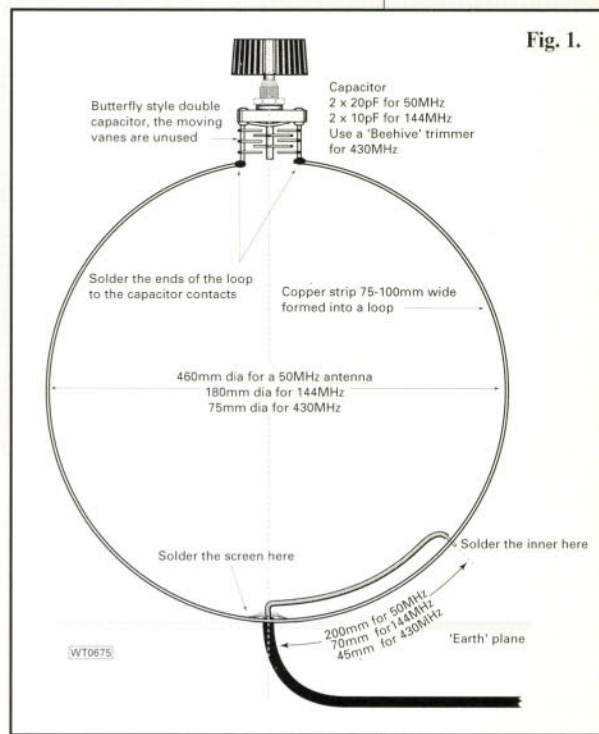 Fig. 1.
Capacitor
2 x 20pF for 50MHz
2 x 10pF for 144MHz
Use a 'Beehive' trimmer
for 430MHz
Butterfly style double
capacitor, the moving
vanes are unused
Solder the ends of the loop
to the capacitor contacts
Copper strip 75-100mm wide
formed into a loop
460mm dia for a 50MHz antenna
180mm dia for 144MHz
75mm dia for 430MHz
Solder the inner here
Solder the screen here
200mm for 50MHz
70mm for 144MHz
45mm for 430MHz
'Earth' plane
WT0675